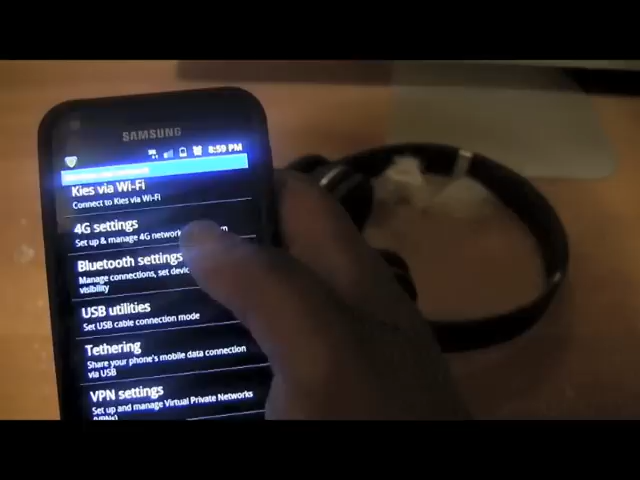 SAMSUNG
8:59 PM
Kies via Wi-Fi
Connect to Kies via Wi-Fi
4G settings
Set up & manage 4G network
Bluetooth settings
Manage connections, set
visibility
USB utilities
Set USB cable connection mode
Tethering
Share your phone's mobile data connection
via USB
VPN settings
Set up and manage Virtual Private Networks
(VPNs)